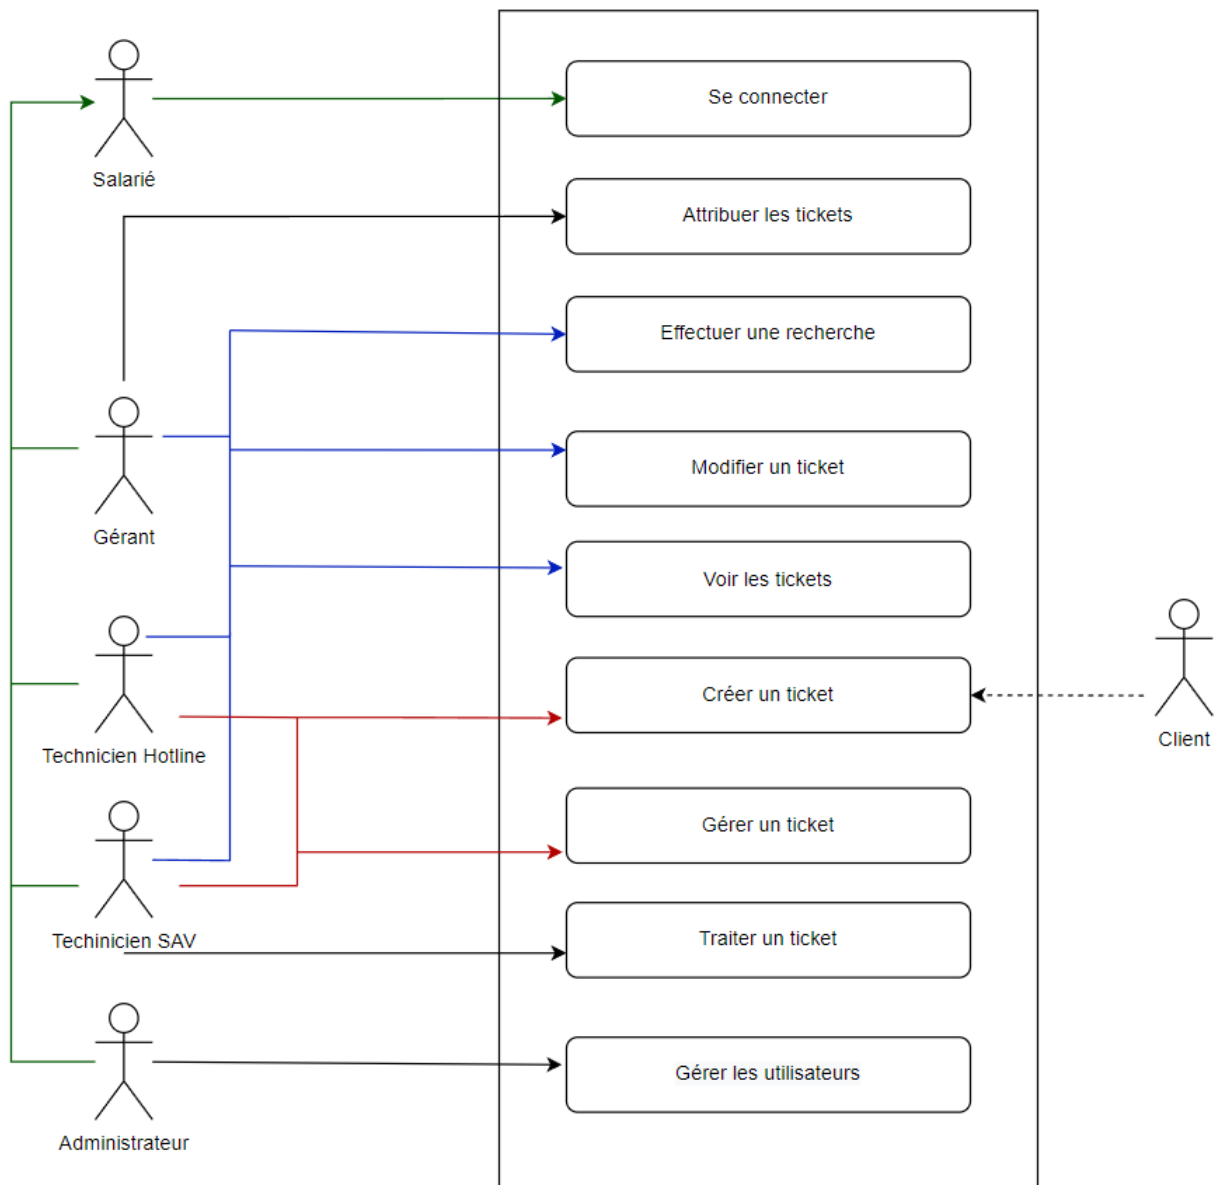 Se connecter
Salarié
Attribuer les tickets
Effectuer une recherche
Modifier un ticket
Gérant
Voir les tickets
Créer un ticket
Client
Technicien Hotline
Gérer un ticket
Techinicien SAV
Traiter un ticket
Gérer les utilisateurs
Administrateur